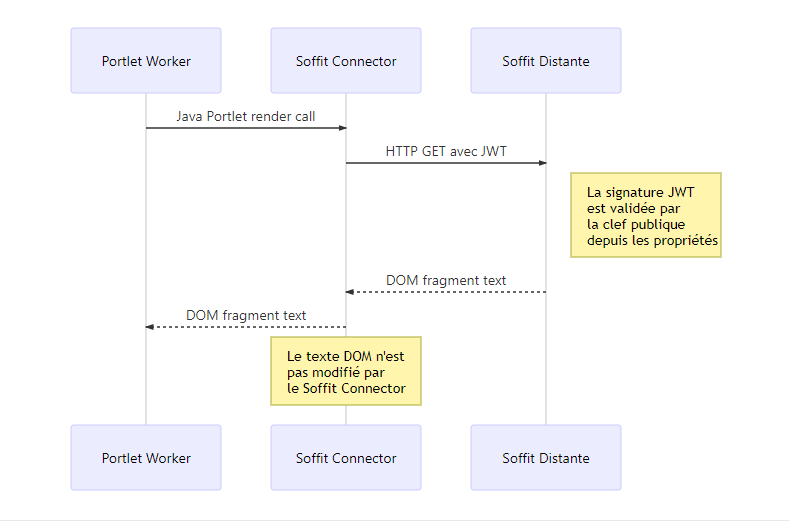 Portlet Worker
Soffit Connector
Soffit Distante
Java Portlet render call
HTTP GET avec JWT
La signature JWT
est validée par
la clef publique
depuis les propriétés
DOM fragment text
DOM fragment text
Le texte DOM n'est
pas modifié par
le Soffit Connector
Portlet Worker
Soffit Connector
Soffit Distante